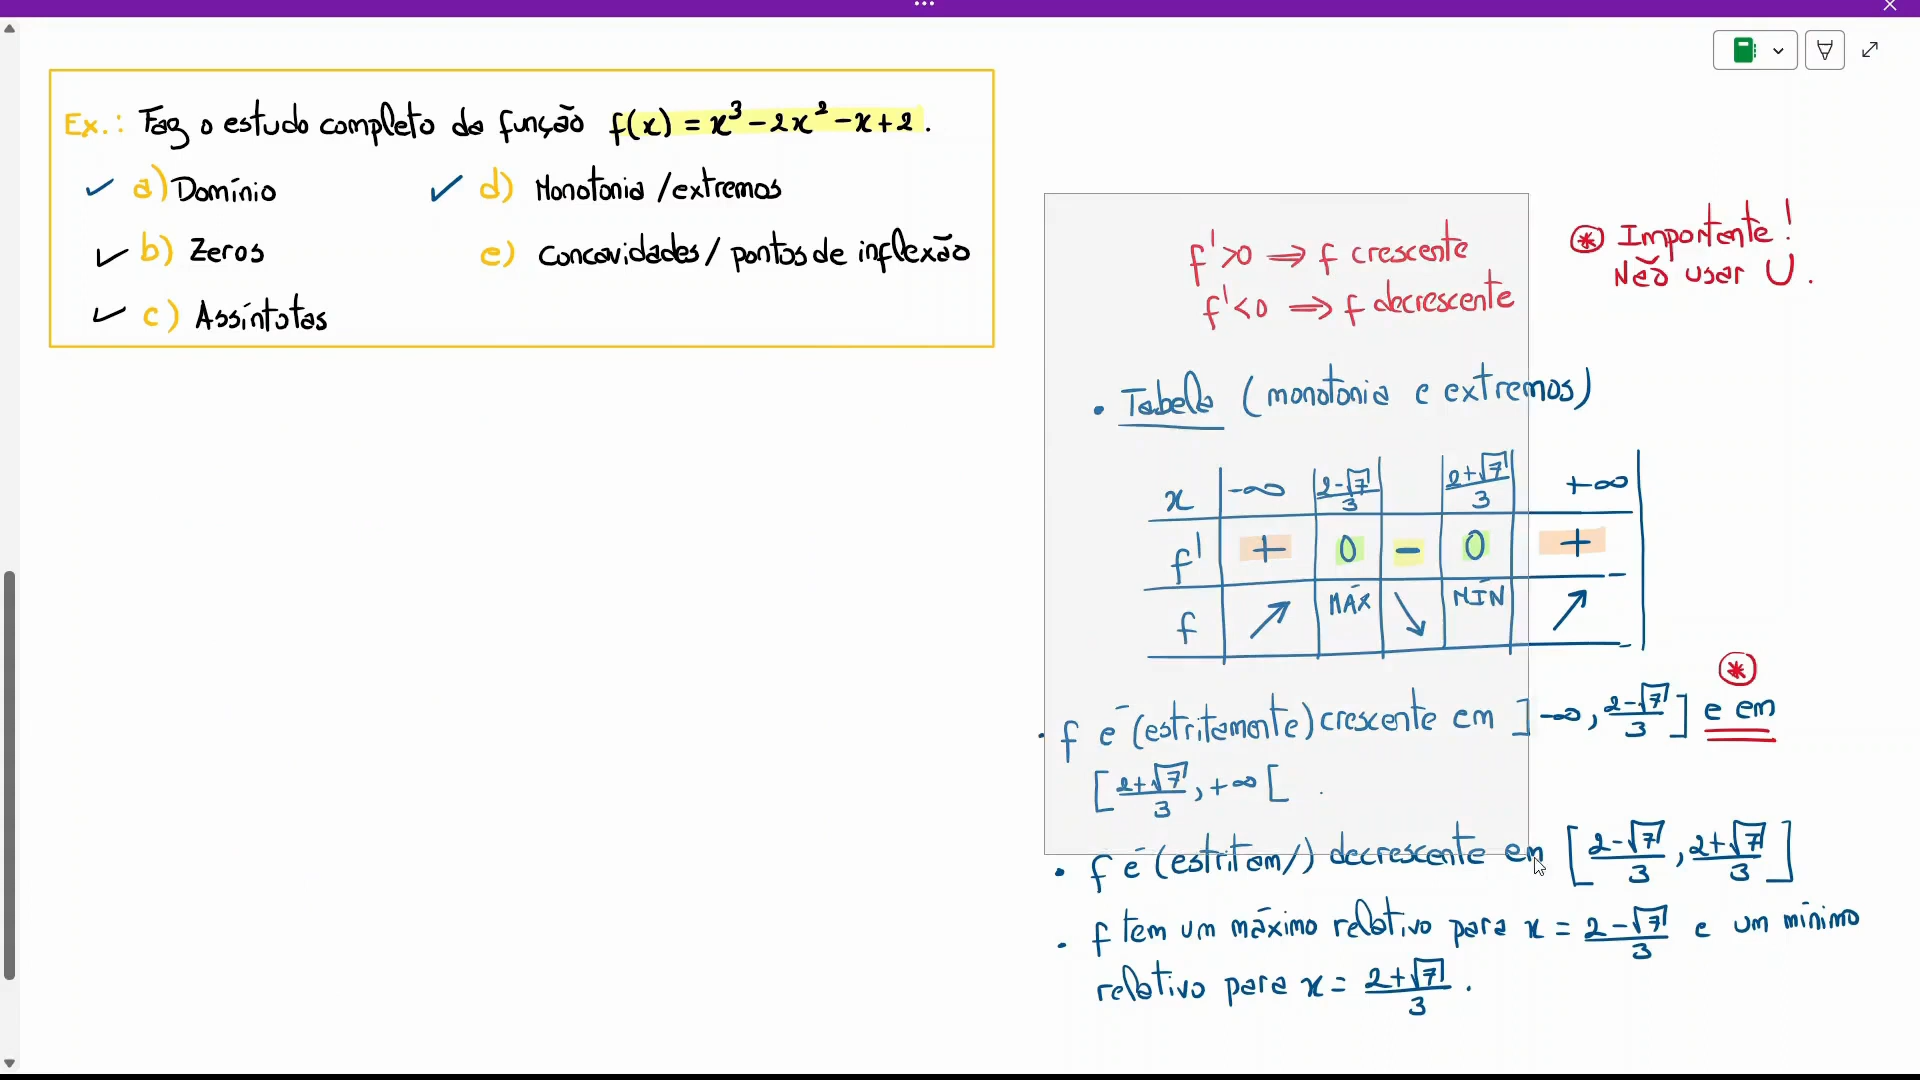 Ex.: Faz o estudo completo da função f(x) = x³ − 2x² − x + 2 .
a) Domínio
b) Zeros
c) Assíntotas
d) Monotonia / extremos
e) Concavidades / pontos de inflexão
f' > 0 ⇒ f crescente
f' < 0 ⇒ f decrescente
* Importante!
Não usar U .
• Tabela (monotonia e extremos)
x | -∞ | (2-√7)/3 | | (2+√7)/3 | +∞
f' | + | 0 | - | 0 | +
f | ↗ | MÁX | ↘ | MÍN | ↗
*
• f é (estritamente) crescente em ]-∞, (2-√7)/3] e em
[(2+√7)/3, +∞[ .
• f é (estritam/) decrescente em [(2-√7)/3, (2+√7)/3]
• f tem um máximo relativo para x = (2-√7)/3 e um mínimo
relativo para x = (2+√7)/3 .